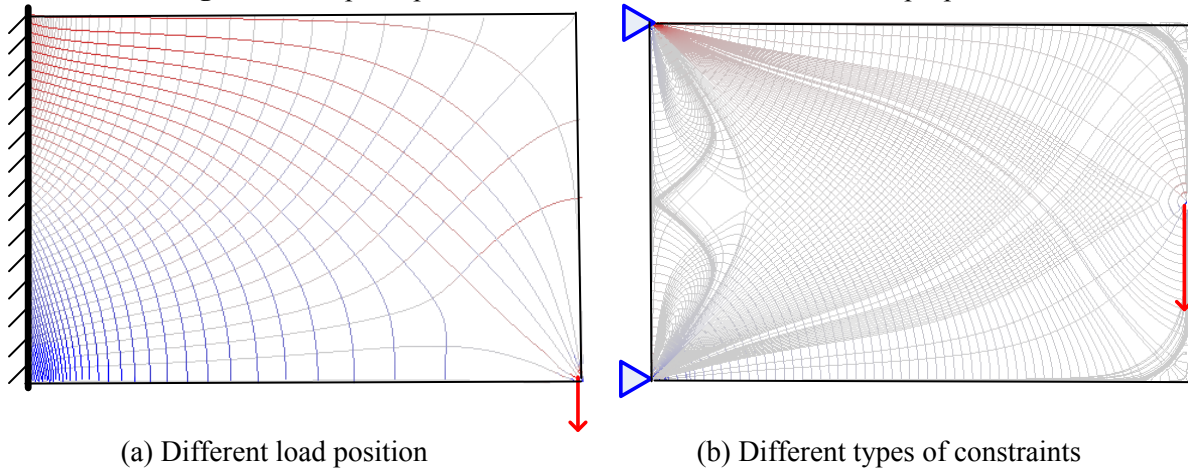 (a) Different load position
(b) Different types of constraints